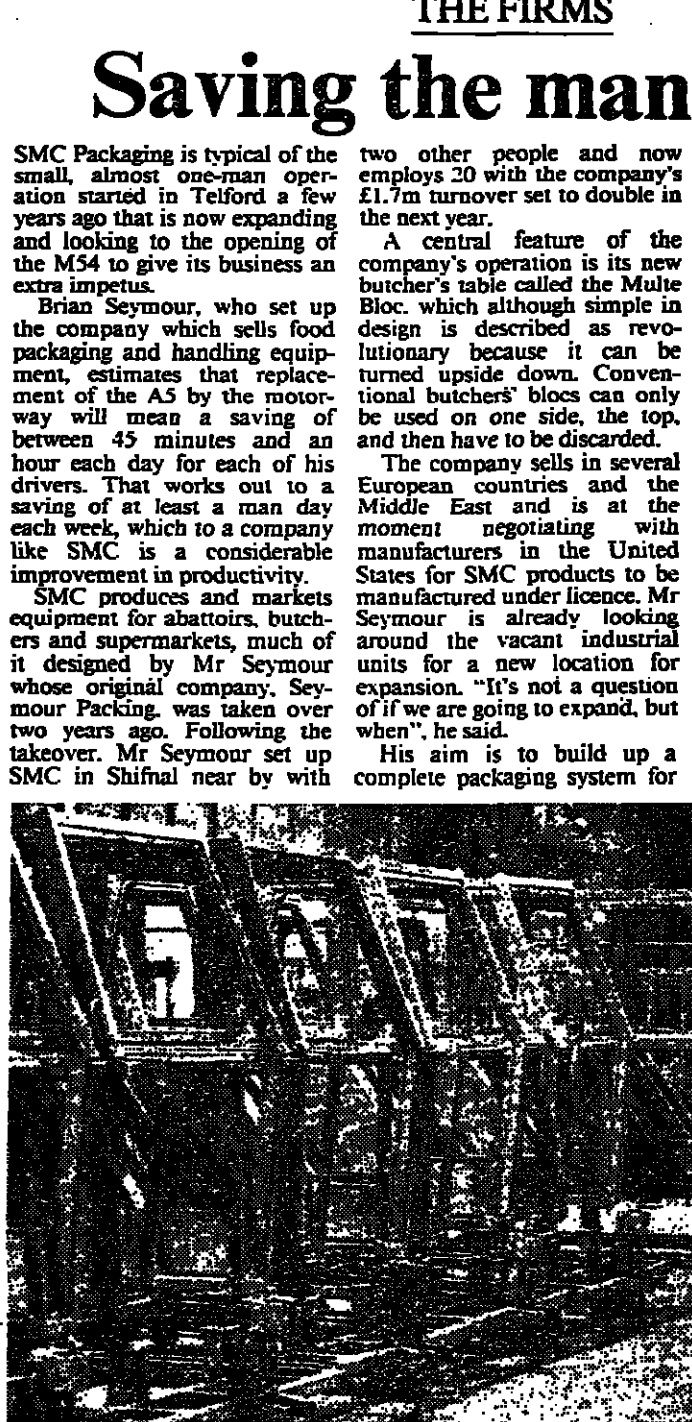 THE FIRMS
Saving the man
SMC Packaging is typical of the
small, almost one-man oper-
ation started in Telford a few
years ago that is now expanding
and looking to the opening of
the M54 to give its business an
extra impetus.
Brian Seymour, who set up
the company which sells food
packaging and handling equip-
ment, estimates that replace-
ment of the A5 by the motor-
way will mean a saving of
between 45 minutes and an
hour each day for each of his
drivers. That works out to a
saving of at least a man day
each week, which to a company
like SMC is a considerable
improvement in productivity.
SMC produces and markets
equipment for abattoirs, butch-
ers and supermarkets, much of
it designed by Mr Seymour
whose original company, Sey-
mour Packing, was taken over
two years ago. Following the
takeover. Mr Seymour set up
SMC in Shifnal near by with
two other people and now
employs 20 with the company's
£1.7m turnover set to double in
the next year.
A central feature of the
company's operation is its new
butcher's table called the Multe
Bloc. which although simple in
design is described as revo-
lutionary because it can be
turned upside down. Conven-
tional butchers' blocs can only
be used on one side, the top,
and then have to be discarded.
The company sells in several
European countries and the
Middle East and is at the
moment negotiating with
manufacturers in the United
States for SMC products to be
manufactured under licence. Mr
Seymour is already looking
around the vacant industrial
units for a new location for
expansion. "It's not a question
of if we are going to expand, but
when", he said.
His aim is to build up a
complete packaging system for